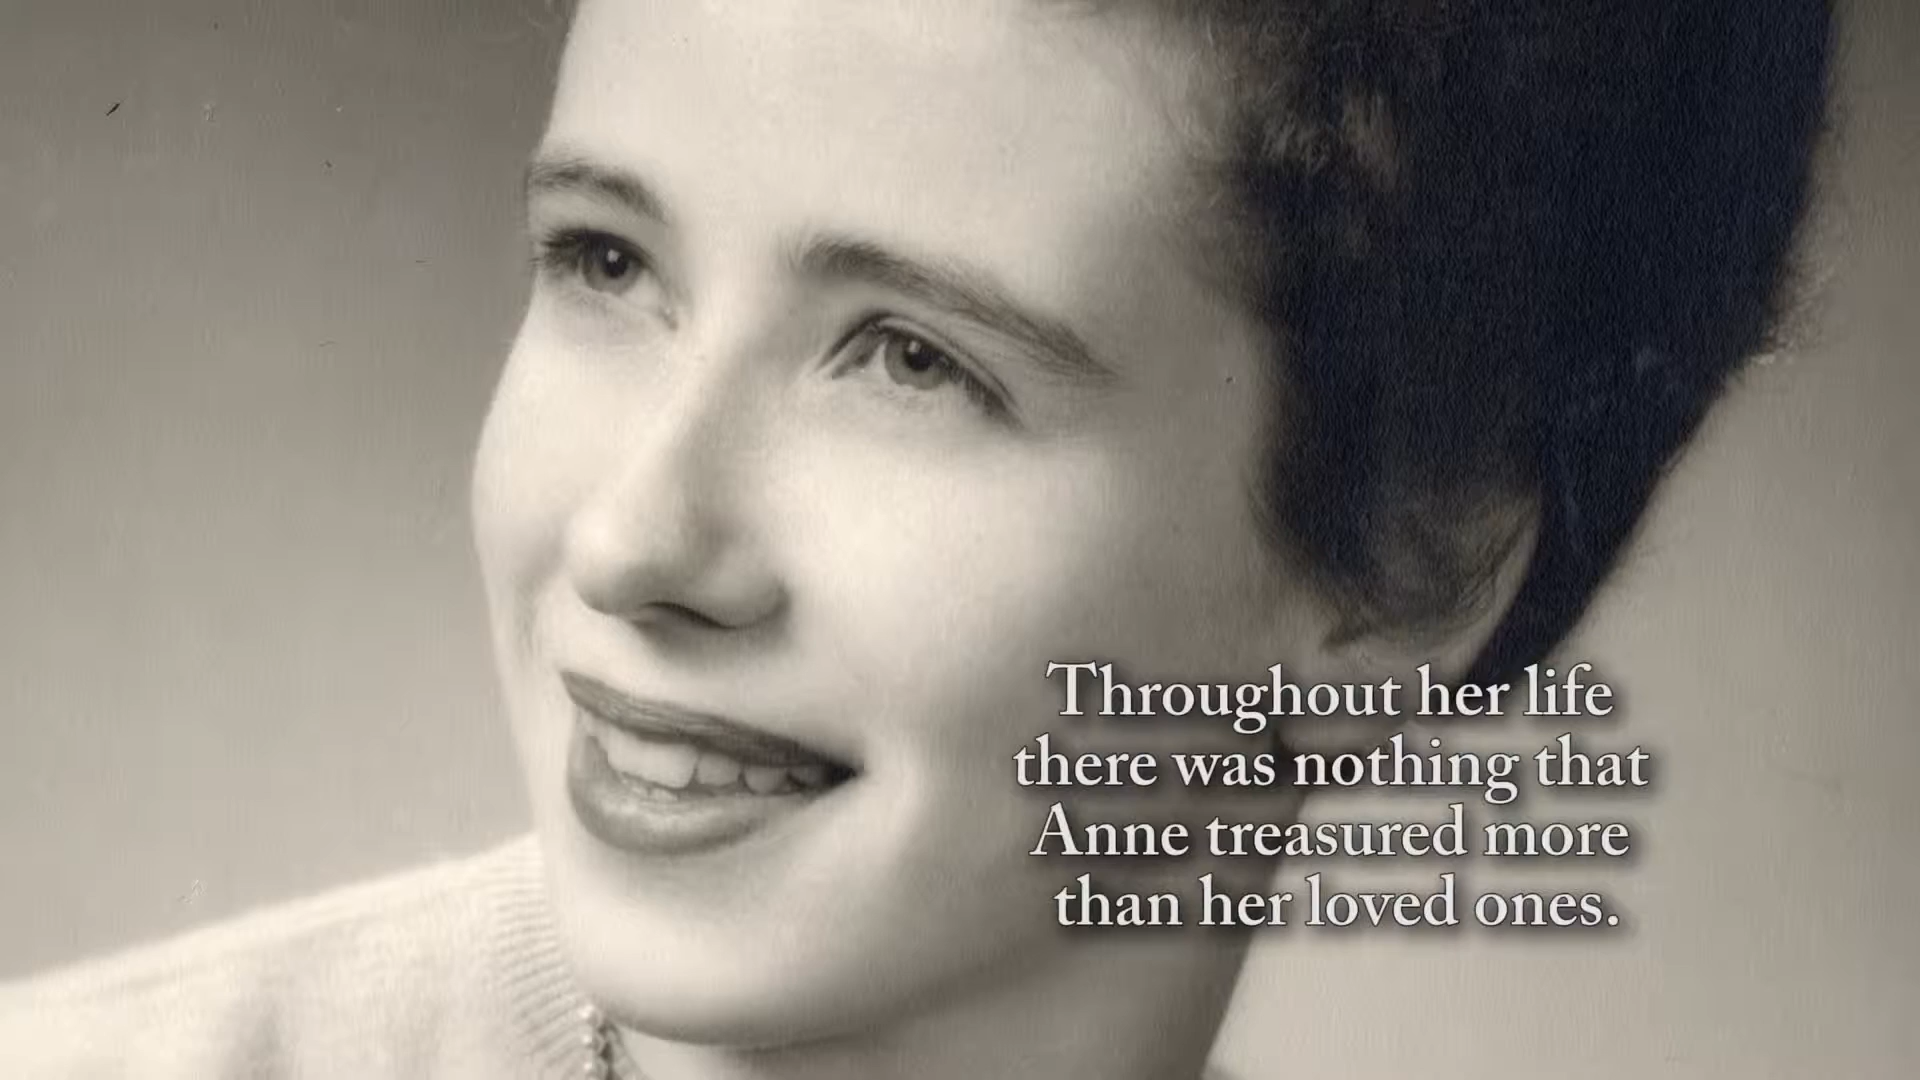 Throughout her life
there was nothing that
Anne treasured more
than her loved ones.